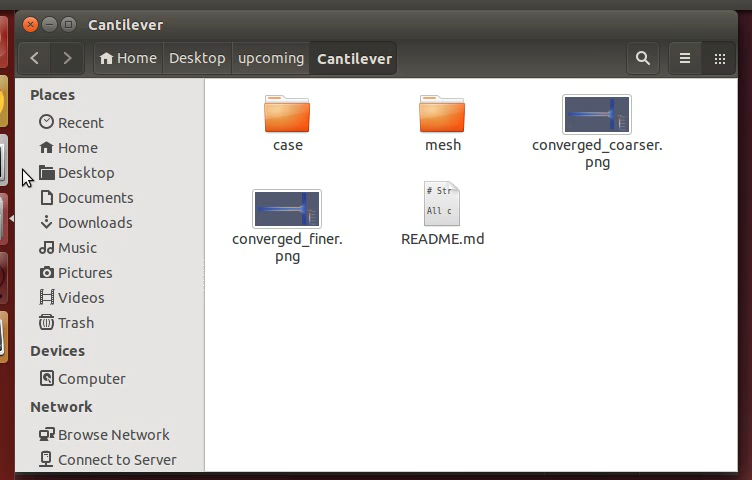 Cantilever
Home Desktop upcoming Cantilever
Places
Recent
Home
Desktop
Documents
Downloads
Music
Pictures
Videos
Trash
Devices
Computer
Network
Browse Network
Connect to Server
case
mesh
converged_coarser.
png
converged_finer.
png
# Str
All c
README.md